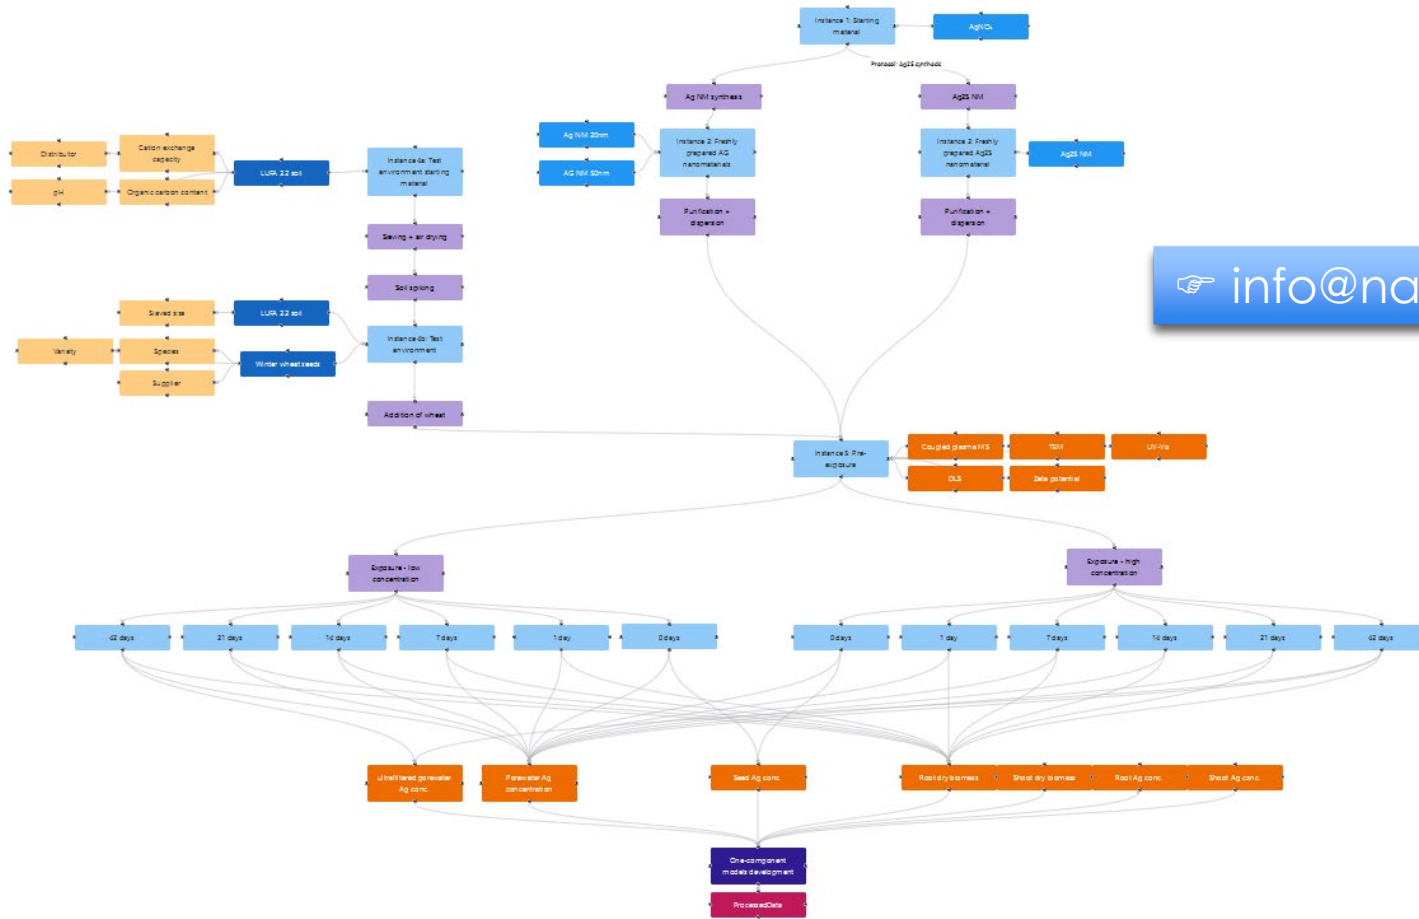 Instance 1: Starting
material
AgNO₃
Protocol: Ag2S synthesis
Ag NM synthesis
Ag2S NM
Ag NM 20nm
AG NM 50nm
Instance 2: Freshly
prepared AG
nanomaterials
Instance 3: Freshly
prepared Ag2S
nanomaterial
Ag2S NM
Purification +
dispersion
Purification +
dispersion
Distributor
Cation exchange
capacity
pH
Organic carbon content
LUFA 2.2 soil
Instance 4a: Test
environment starting
material
Sieving + air drying
Soil spiking
Sieved size
LUFA 2.2 soil
Variety
Species
Supplier
Winter wheat seeds
Instance 4b: Test
environment
Addition of wheat
☞ info@na
Instance 5: Pre-
exposure
Coupled plasma MS
TEM
UV-Vis
DLS
Zeta potential
Exposure - low
concentration
Exposure - high
concentration
42 days
21 days
14 days
7 days
1 day
0 days
0 days
1 day
7 days
14 days
21 days
42 days
ultrafiltered porewater
Ag conc.
Porewater Ag
concentration
Seed Ag conc.
Root dry biomass
Shoot dry biomass
Root Ag conc.
Shoot Ag conc.
One-component
models development
ProcessedData